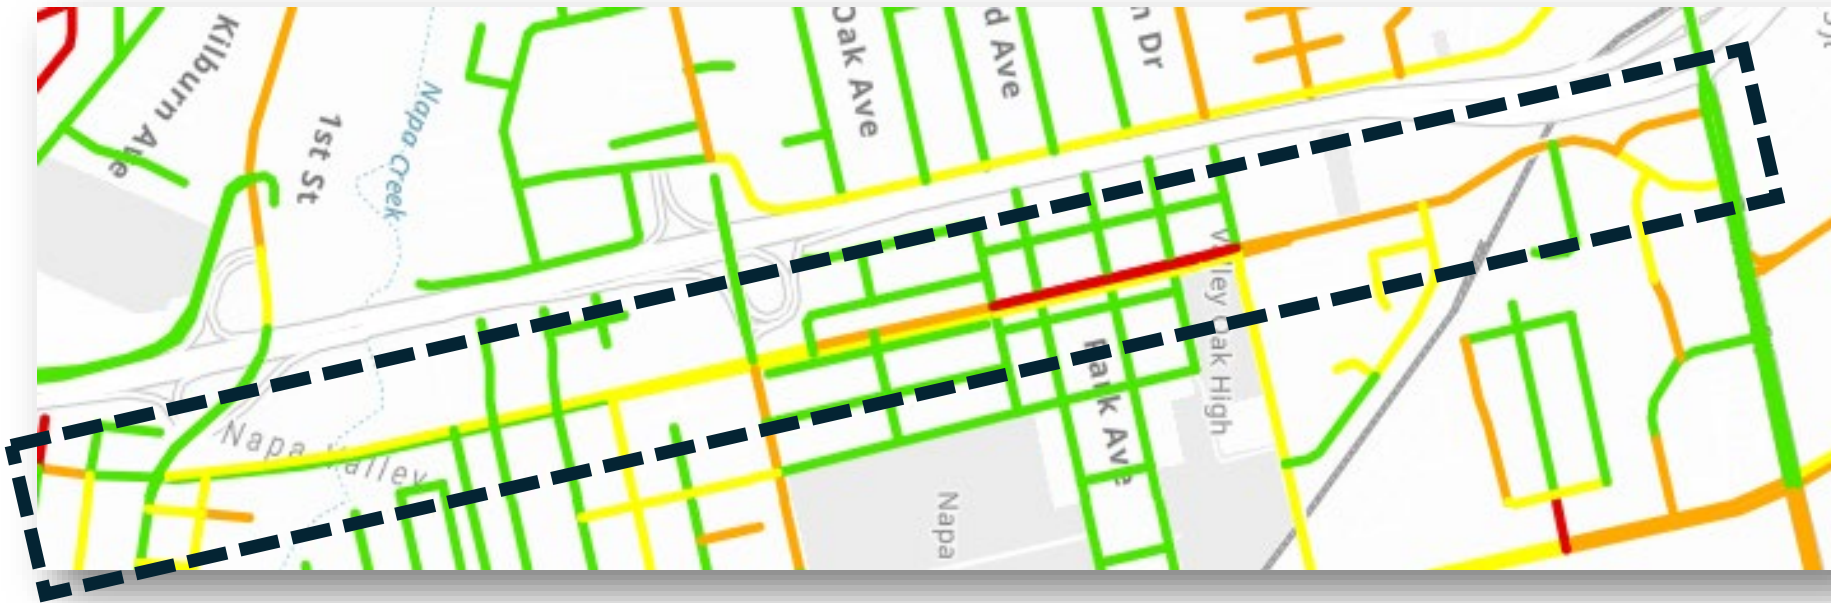 Kilburn Ave
1st St
Napa Creek
Oak Ave
d Ave
n Dr
Napa Valley
Park Ave
Valley Oak High
Napa